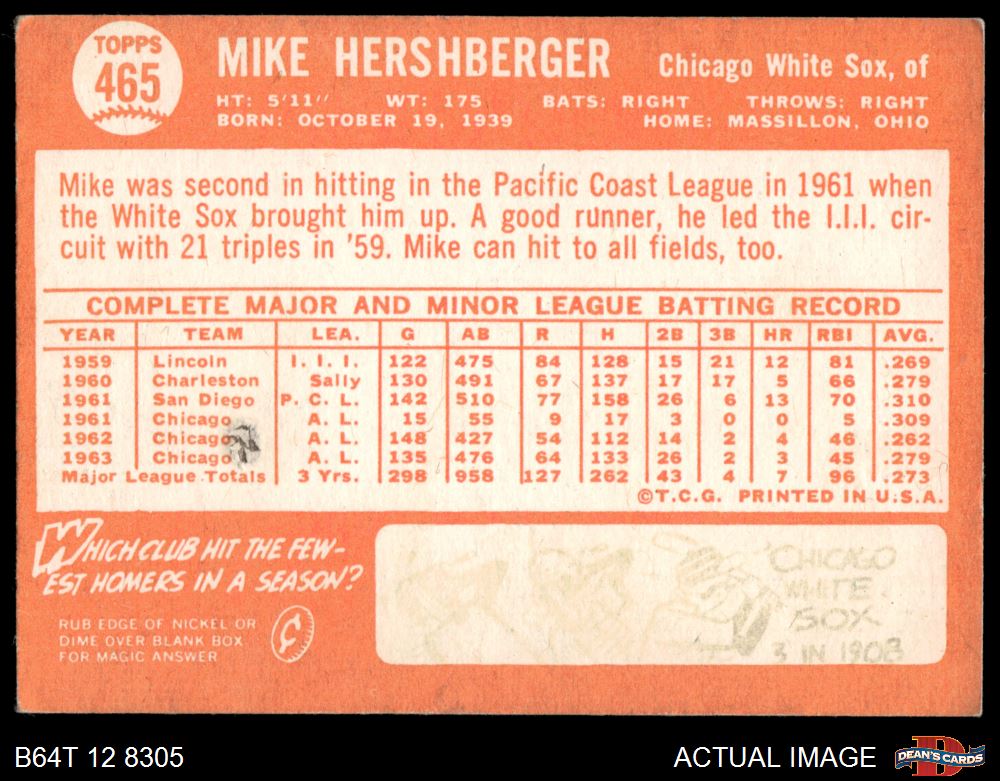 TOPPS
465
MIKE HERSHBERGER
Chicago White Sox, of
HT: 5'11" WT: 175 BATS: RIGHT THROWS: RIGHT
BORN: OCTOBER 19, 1939 HOME: MASSILLON, OHIO
Mike was second in hitting in the Pacific Coast League in 1961 when
the White Sox brought him up. A good runner, he led the I.I.I. cir-
cuit with 21 triples in '59. Mike can hit to all fields, too.
COMPLETE MAJOR AND MINOR LEAGUE BATTING RECORD
YEAR TEAM LEA. G AB R H 2B 3B HR RBI AVG.
1959 Lincoln I. I. I. 122 475 84 128 15 21 12 81 .269
1960 Charleston Sally 130 491 67 137 17 17 5 66 .279
1961 San Diego P. C. L. 142 510 77 158 26 6 13 70 .310
1961 Chicago A. L. 15 55 9 17 3 0 0 5 .309
1962 Chicago A. L. 148 427 54 112 14 2 4 46 .262
1963 Chicago A. L. 135 476 64 133 26 2 3 45 .279
Major League Totals 3 Yrs. 298 958 127 262 43 4 7 96 .273
©T.C.G. PRINTED IN U.S.A.
WHICH CLUB HIT THE FEW-
EST HOMERS IN A SEASON?
RUB EDGE OF NICKEL OR
DIME OVER BLANK BOX
FOR MAGIC ANSWER
CHICAGO
WHITE
SOX
3 IN 1908
B64T 12 8305
ACTUAL IMAGE
DEAN'S CARDS